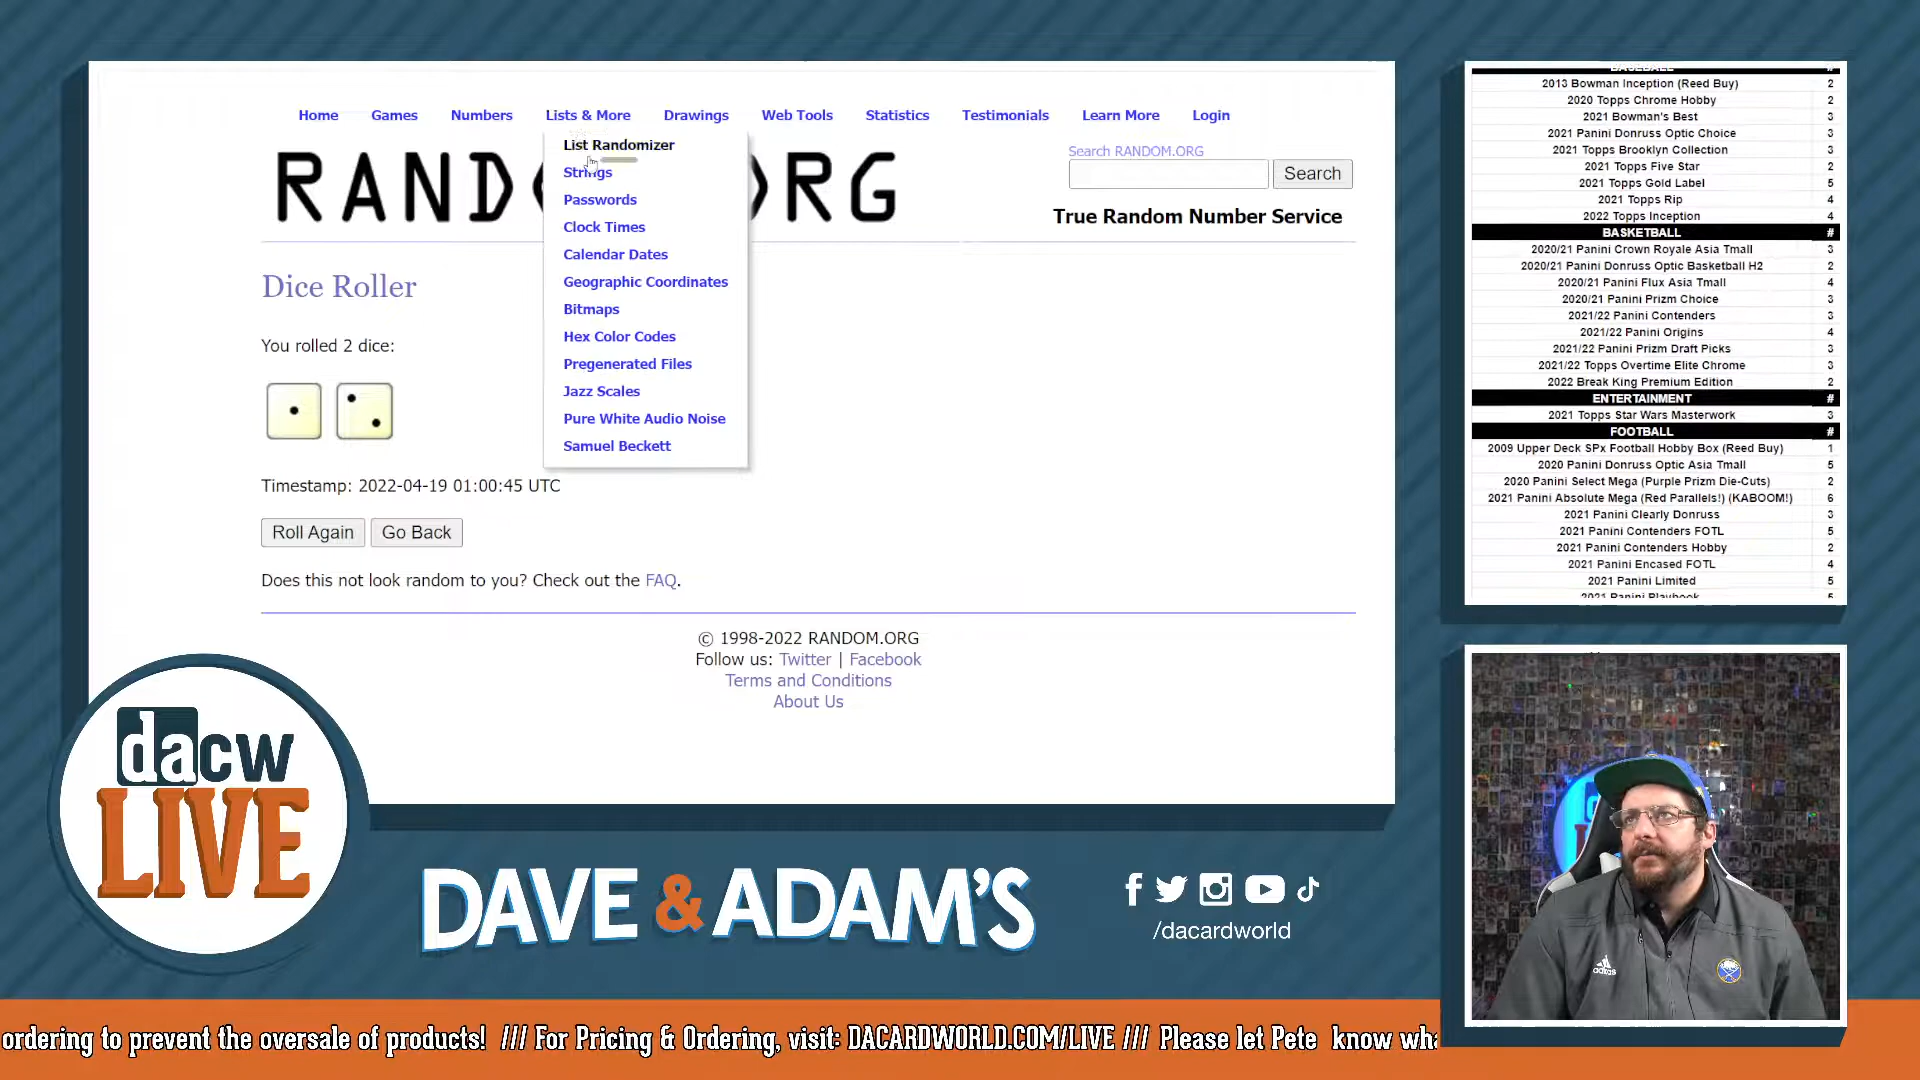 Home Games Numbers Lists & More Drawings Web Tools Statistics Testimonials Learn More Login
List Randomizer
Strings
Passwords
Clock Times
Calendar Dates
Geographic Coordinates
Bitmaps
Hex Color Codes
Pregenerated Files
Jazz Scales
Pure White Audio Noise
Samuel Beckett
Search RANDOM.ORG
Search
True Random Number Service
Dice Roller
You rolled 2 dice:
Timestamp: 2022-04-19 01:00:45 UTC
Roll Again Go Back
Does this not look random to you? Check out the FAQ.
© 1998-2022 RANDOM.ORG
Follow us: Twitter | Facebook
Terms and Conditions
About Us
BASEBALL #
2013 Bowman Inception (Reed Buy) 2
2020 Topps Chrome Hobby 2
2021 Bowman's Best 3
2021 Panini Donruss Optic Choice 3
2021 Topps Brooklyn Collection 3
2021 Topps Five Star 2
2021 Topps Gold Label 5
2021 Topps Rip 4
2022 Topps Inception 4
BASKETBALL #
2020/21 Panini Crown Royale Asia Tmall 3
2020/21 Panini Donruss Optic Basketball H2 2
2020/21 Panini Flux Asia Tmall 4
2020/21 Panini Prizm Choice 3
2021/22 Panini Contenders 3
2021/22 Panini Origins 4
2021/22 Panini Prizm Draft Picks 3
2021/22 Topps Overtime Elite Chrome 3
2022 Break King Premium Edition 2
ENTERTAINMENT #
2021 Topps Star Wars Masterwork 3
FOOTBALL #
2009 Upper Deck SPx Football Hobby Box (Reed Buy) 1
2020 Panini Donruss Optic Asia Tmall 5
2020 Panini Select Mega (Purple Prizm Die-Cuts) 2
2021 Panini Absolute Mega (Red Parallels!) (KABOOM!) 6
2021 Panini Clearly Donruss 3
2021 Panini Contenders FOTL 5
2021 Panini Contenders Hobby 2
2021 Panini Encased FOTL 4
2021 Panini Limited 5
2021 Panini Playbook 5
dacw
LIVE
DAVE & ADAM'S
/dacardworld
adidas
ordering to prevent the oversale of products! /// For Pricing & Ordering, visit: DACARDWORLD.COM/LIVE /// Please let Pete know wha